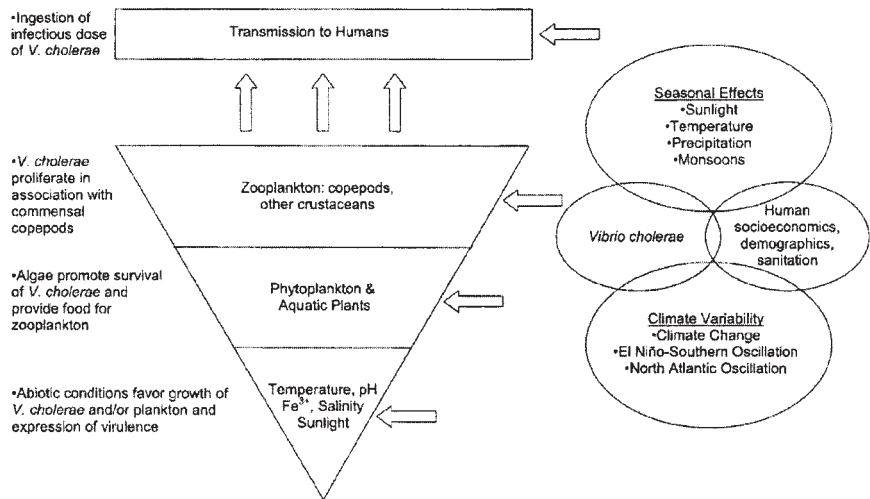 •Ingestion of
infectious dose
of V. cholerae
Transmission to Humans
•V. cholerae
proliferate in
association with
commensal
copepods
Zooplankton: copepods,
other crustaceans
•Algae promote survival
of V. cholerae and
provide food for
zooplankton
Phytoplankton &
Aquatic Plants
•Abiotic conditions favor growth of
V. cholerae and/or plankton and
expression of virulence
Temperature, pH
Fe³⁺, Salinity
Sunlight
Seasonal Effects
•Sunlight
•Temperature
•Precipitation
•Monsoons
Vibrio cholerae
Human
socioeconomics,
demographics,
sanitation
Climate Variability
•Climate Change
•El Niño-Southern Oscillation
•North Atlantic Oscillation